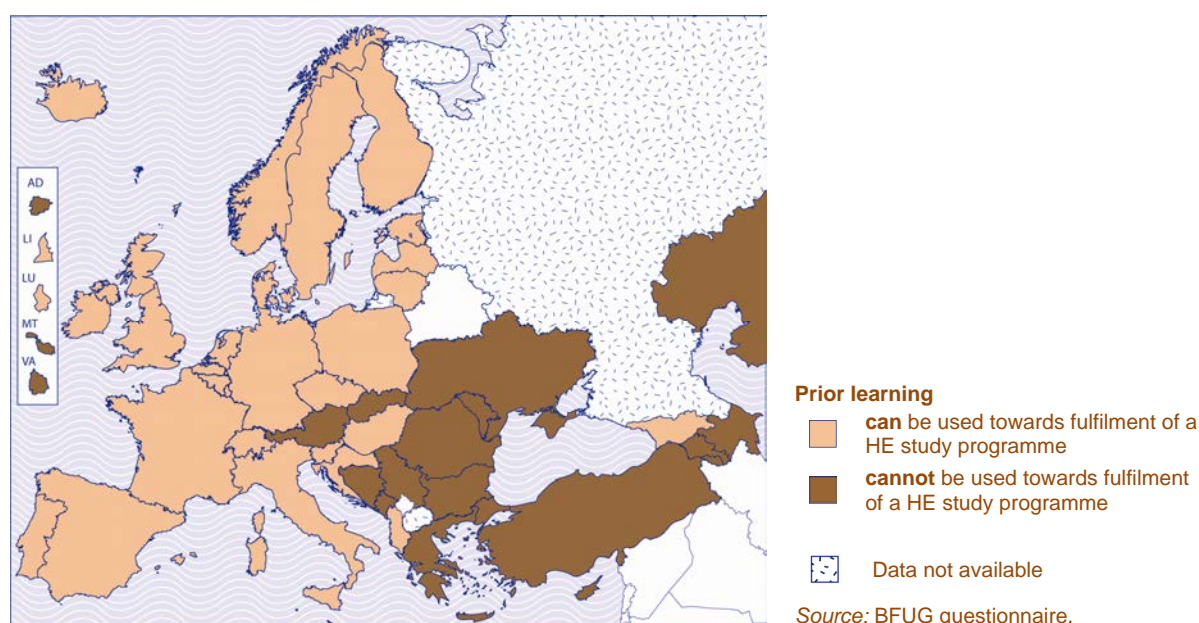 AD
LI
LU
MT
VA
Prior learning
can be used towards fulfilment of a
HE study programme
cannot be used towards fulfilment
of a HE study programme
Data not available
Source: BFUG questionnaire.